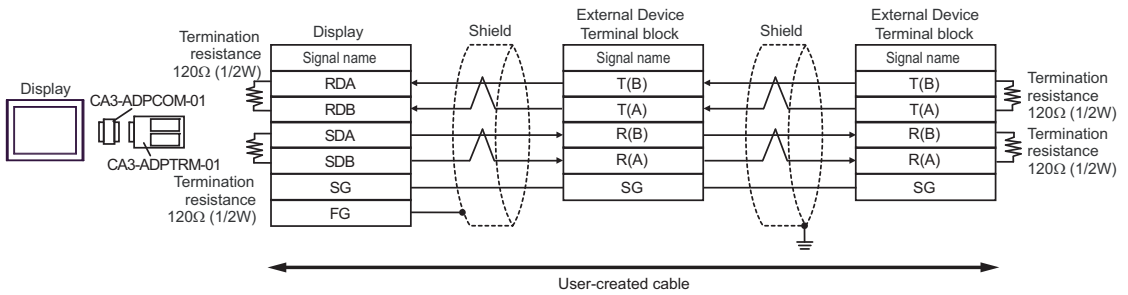 Display
CA3-ADPCOM-01
CA3-ADPTRM-01
Termination
resistance
120Ω (1/2W)
Termination
resistance
120Ω (1/2W)
Display
Signal name
RDA
RDB
SDA
SDB
SG
FG
Shield
External Device
Terminal block
Signal name
T(B)
T(A)
R(B)
R(A)
SG
Shield
External Device
Terminal block
Signal name
T(B)
T(A)
R(B)
R(A)
SG
Termination
resistance
120Ω (1/2W)
Termination
resistance
120Ω (1/2W)
User-created cable